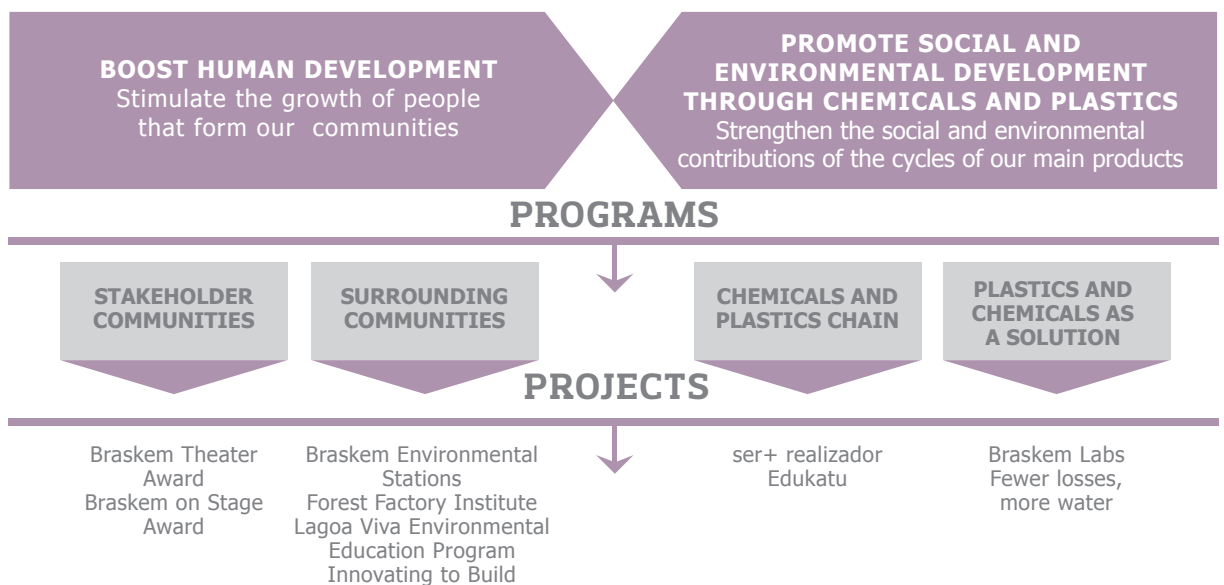 BOOST HUMAN DEVELOPMENT
Stimulate the growth of people
that form our communities
PROMOTE SOCIAL AND
ENVIRONMENTAL DEVELOPMENT
THROUGH CHEMICALS AND PLASTICS
Strengthen the social and environmental
contributions of the cycles of our main products
PROGRAMS
STAKEHOLDER
COMMUNITIES
SURROUNDING
COMMUNITIES
CHEMICALS AND
PLASTICS CHAIN
PLASTICS AND
CHEMICALS AS
A SOLUTION
PROJECTS
Braskem Theater
Award
Braskem on Stage
Award
Braskem Environmental
Stations
Forest Factory Institute
Lagoa Viva Environmental
Education Program
Innovating to Build
ser+ realizador
Edukatu
Braskem Labs
Fewer losses,
more water